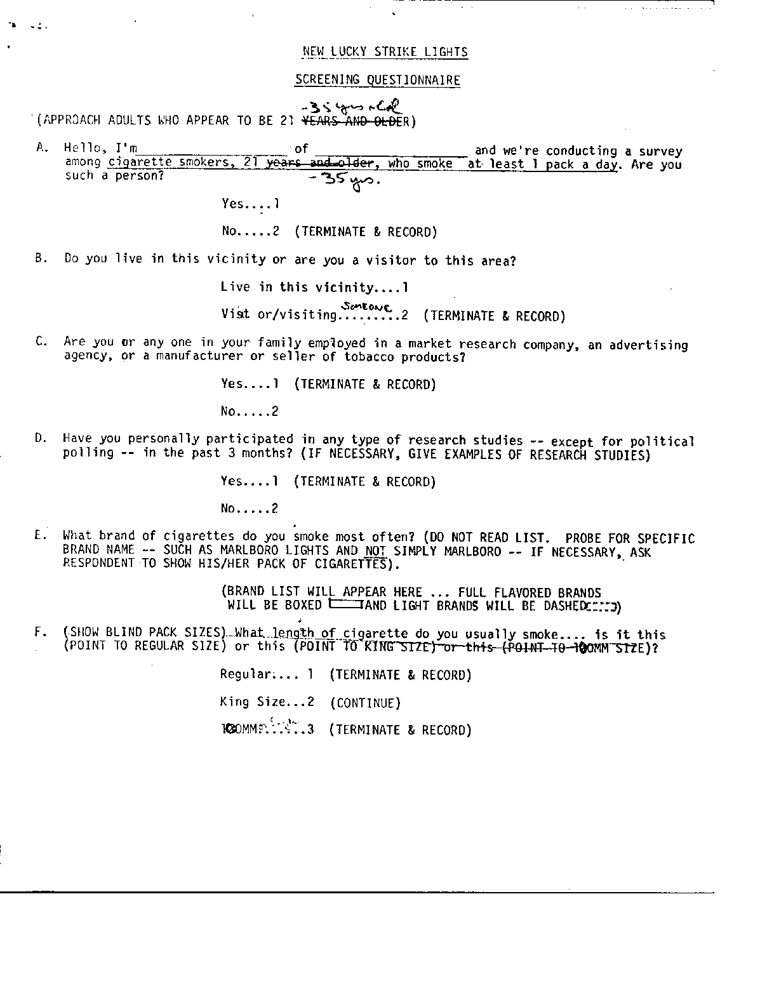 NEW LUCKY STRIKE LIGHTS
SCREENING QUESTIONNAIRE
-35 yrs old
(APPROACH ADULTS WHO APPEAR TO BE 21 YEARS AND OLDER)
A. Hello, I'm____________________ of ____________________ and we're conducting a survey
among cigarette smokers, 21 years and older, who smoke at least 1 pack a day. Are you
such a person? -35 yrs.
Yes....1
No.....2 (TERMINATE & RECORD)
B. Do you live in this vicinity or are you a visitor to this area?
Live in this vicinity....1
SOMEONE
Visit or/visiting.........2 (TERMINATE & RECORD)
C. Are you or any one in your family employed in a market research company, an advertising
agency, or a manufacturer or seller of tobacco products?
Yes....1 (TERMINATE & RECORD)
No.....2
D. Have you personally participated in any type of research studies -- except for political
polling -- in the past 3 months? (IF NECESSARY, GIVE EXAMPLES OF RESEARCH STUDIES)
Yes....1 (TERMINATE & RECORD)
No.....2
E. What brand of cigarettes do you smoke most often? (DO NOT READ LIST. PROBE FOR SPECIFIC
BRAND NAME -- SUCH AS MARLBORO LIGHTS AND NOT SIMPLY MARLBORO -- IF NECESSARY, ASK
RESPONDENT TO SHOW HIS/HER PACK OF CIGARETTES).
(BRAND LIST WILL APPEAR HERE ... FULL FLAVORED BRANDS
WILL BE BOXED AND LIGHT BRANDS WILL BE DASHED)
F. (SHOW BLIND PACK SIZES) What length of cigarette do you usually smoke.... is it this
(POINT TO REGULAR SIZE) or this (POINT TO KING SIZE) or this (POINT TO 100MM SIZE)?
Regular.... 1 (TERMINATE & RECORD)
King Size...2 (CONTINUE)
100MM.......3 (TERMINATE & RECORD)